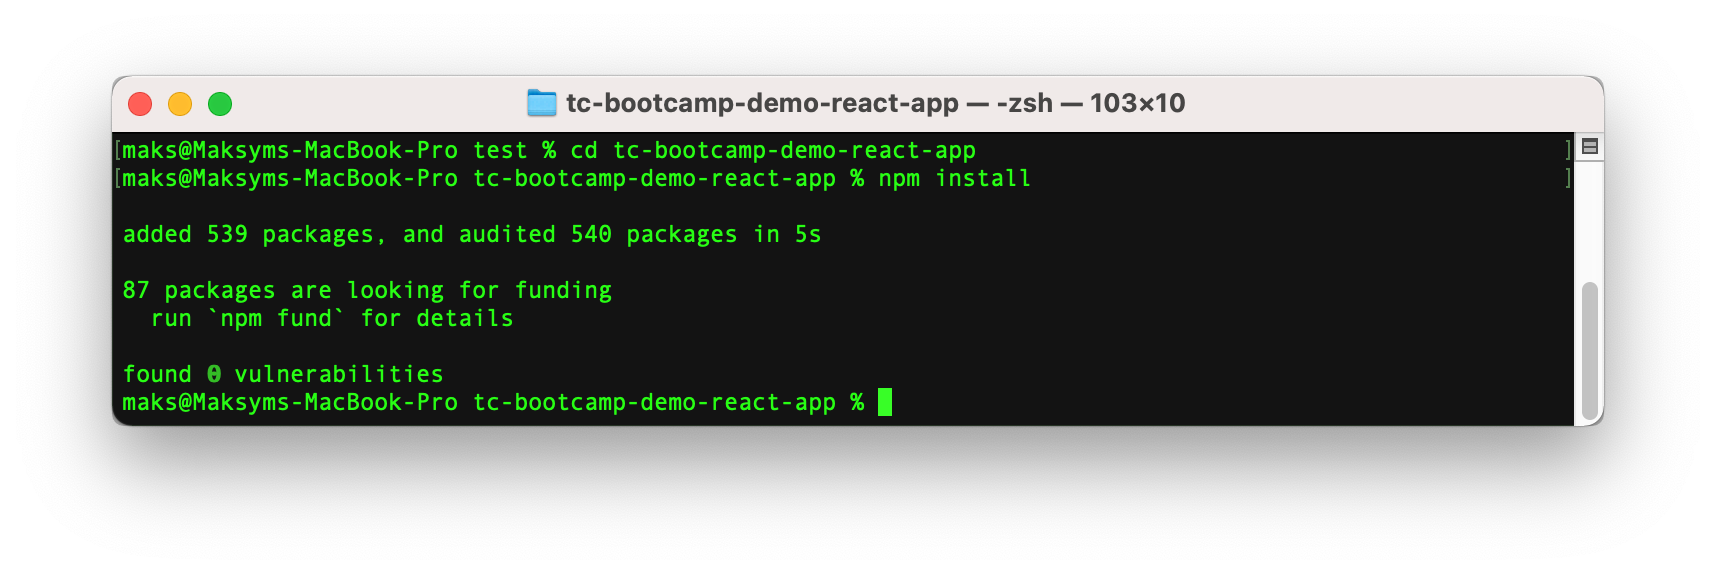 tc-bootcamp-demo-react-app — -zsh — 103×10
[maks@Maksyms-MacBook-Pro test % cd tc-bootcamp-demo-react-app ]
[maks@Maksyms-MacBook-Pro tc-bootcamp-demo-react-app % npm install ]
added 539 packages, and audited 540 packages in 5s
87 packages are looking for funding
  run `npm fund` for details
found 0 vulnerabilities
maks@Maksyms-MacBook-Pro tc-bootcamp-demo-react-app %